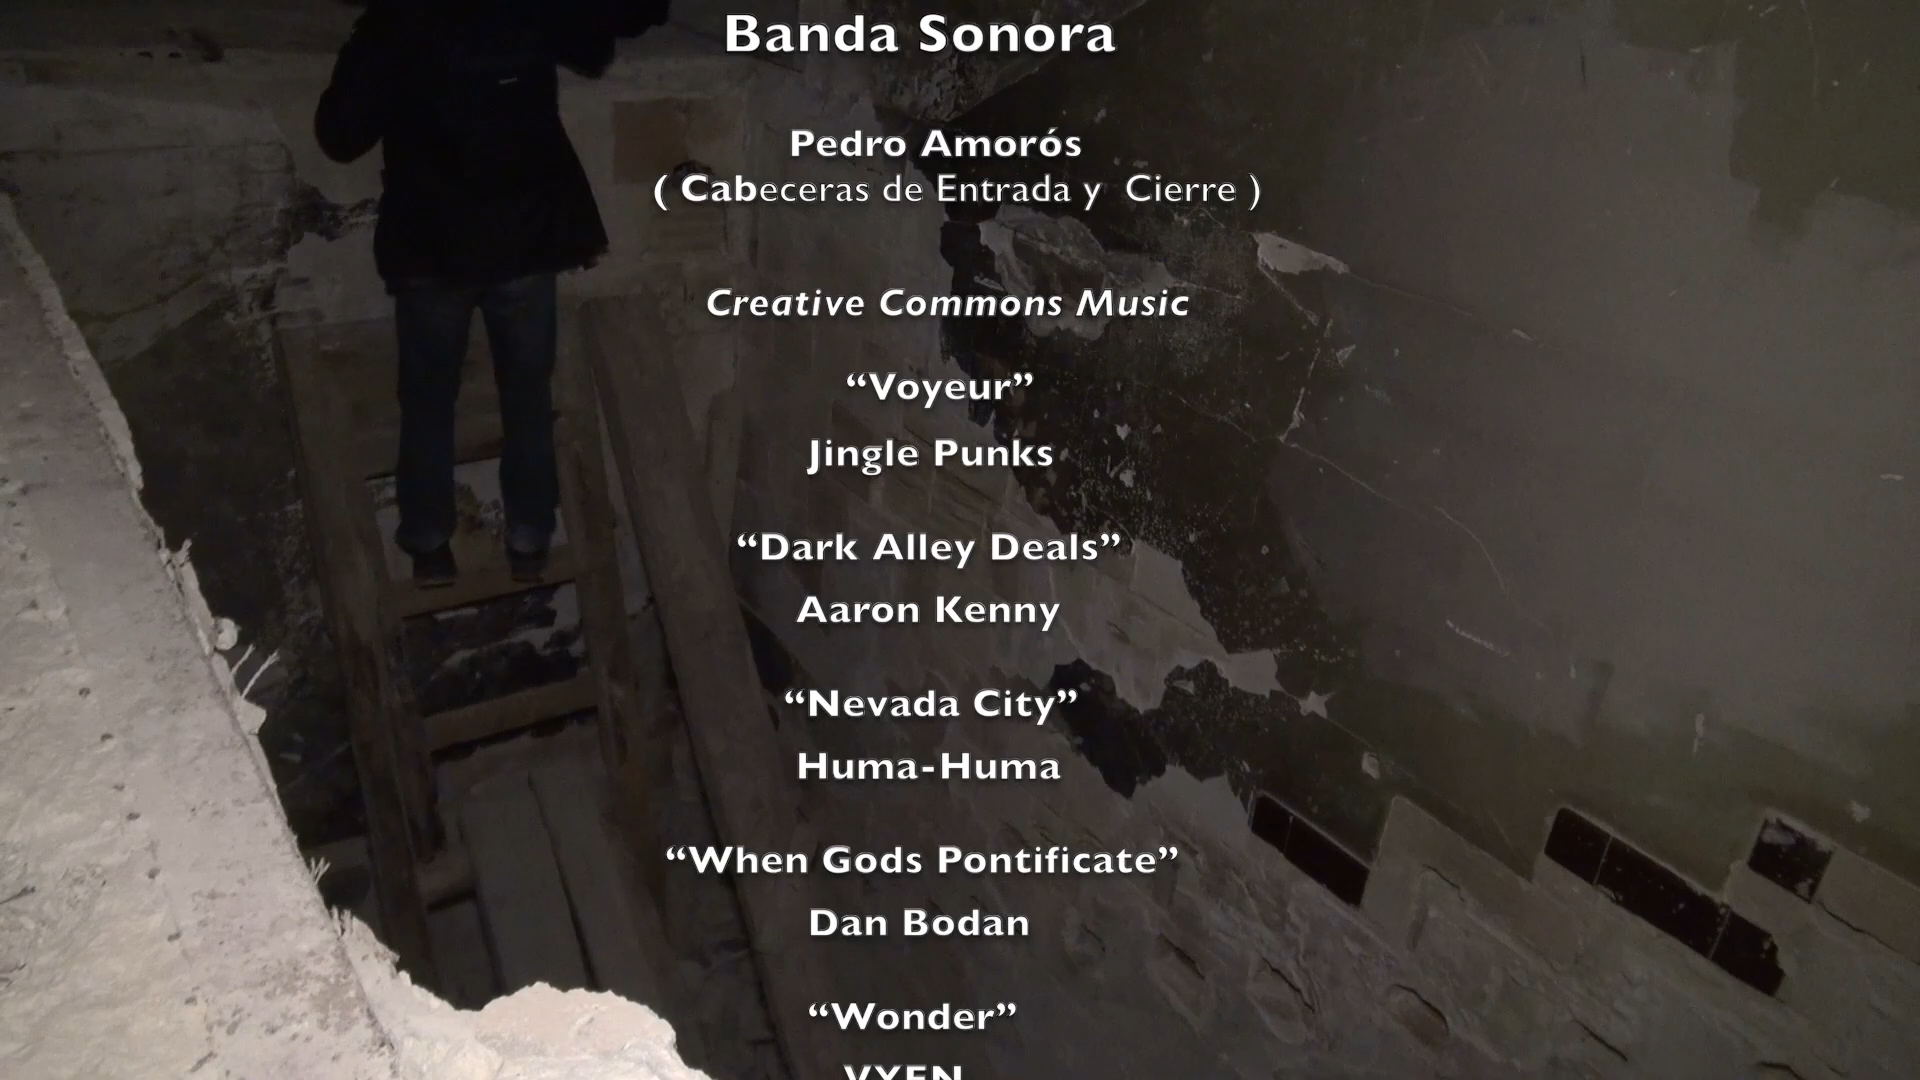 Banda Sonora
Pedro Amorós
( Cabeceras de Entrada y Cierre )
Creative Commons Music
“Voyeur”
Jingle Punks
“Dark Alley Deals”
Aaron Kenny
“Nevada City”
Huma-Huma
“When Gods Pontificate”
Dan Bodan
“Wonder”
VYEN